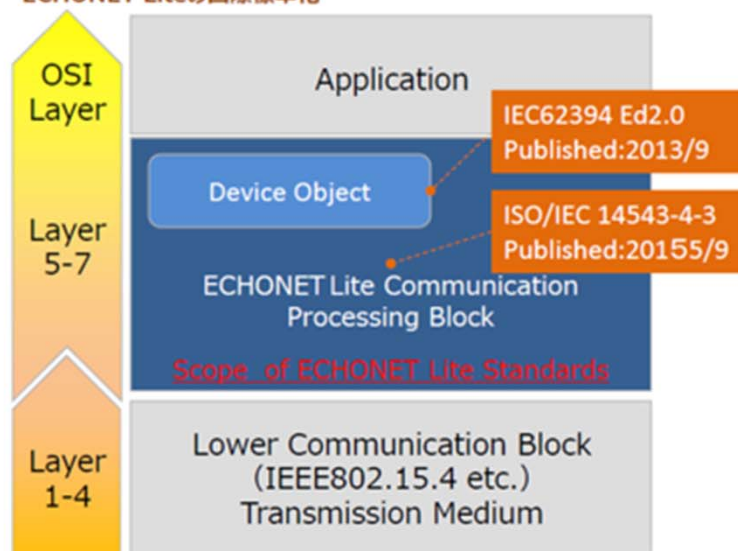 OSI
Layer
Application
IEC62394 Ed2.0
Published:2013/9
Device Object
ISO/IEC 14543-4-3
Published:20155/9
Layer
5-7
ECHONET Lite Communication
Processing Block
Scope of ECHONET Lite Standards
Layer
1-4
Lower Communication Block
(IEEE802.15.4 etc.)
Transmission Medium